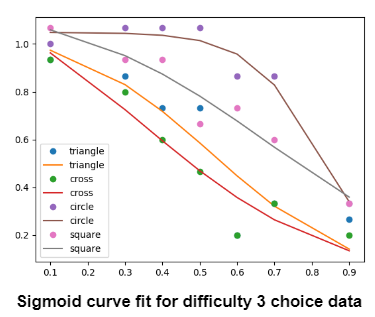 1.0
0.8
0.6
0.4
0.2
triangle
triangle
cross
cross
circle
circle
square
square
0.1 0.2 0.3 0.4 0.5 0.6 0.7 0.8 0.9
Sigmoid curve fit for difficulty 3 choice data